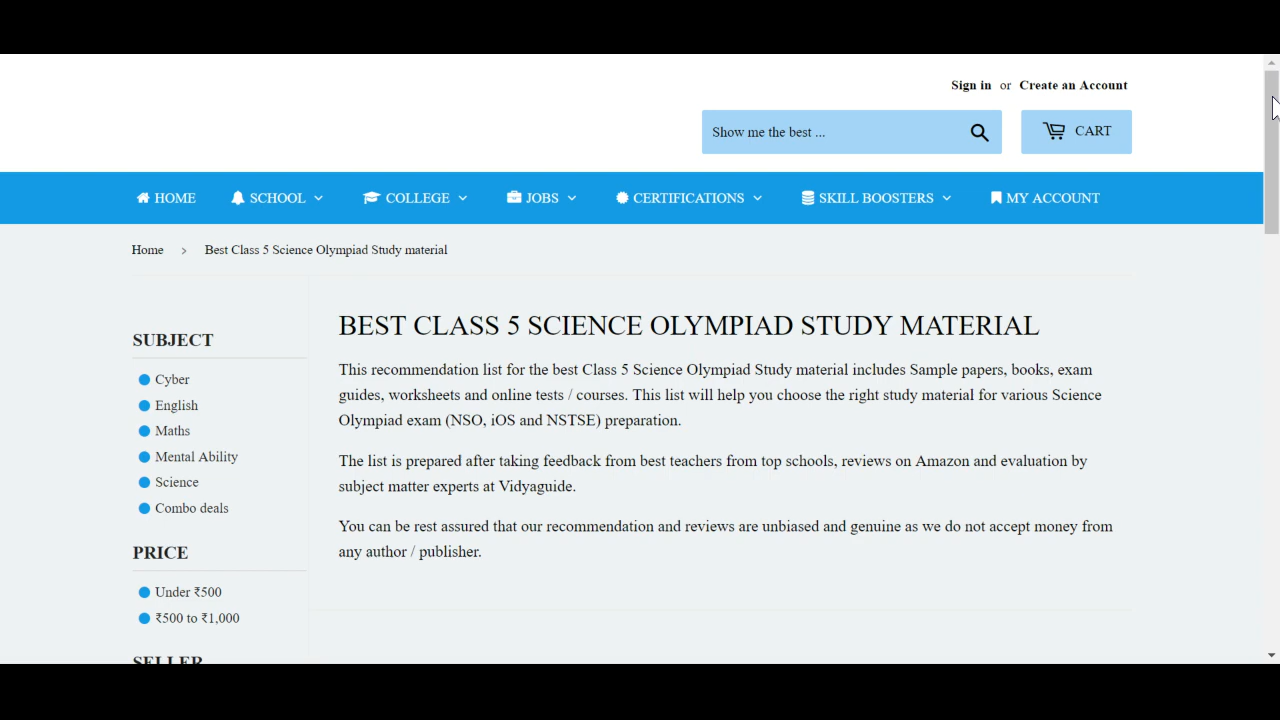 Sign in or Create an Account
Show me the best ...
CART
HOME SCHOOL COLLEGE JOBS CERTIFICATIONS SKILL BOOSTERS MY ACCOUNT
Home > Best Class 5 Science Olympiad Study material
SUBJECT
Cyber
English
Maths
Mental Ability
Science
Combo deals
PRICE
Under ₹500
₹500 to ₹1,000
SELLER
BEST CLASS 5 SCIENCE OLYMPIAD STUDY MATERIAL
This recommendation list for the best Class 5 Science Olympiad Study material includes Sample papers, books, exam
guides, worksheets and online tests / courses. This list will help you choose the right study material for various Science
Olympiad exam (NSO, iOS and NSTSE) preparation.
The list is prepared after taking feedback from best teachers from top schools, reviews on Amazon and evaluation by
subject matter experts at Vidyaguide.
You can be rest assured that our recommendation and reviews are unbiased and genuine as we do not accept money from
any author / publisher.